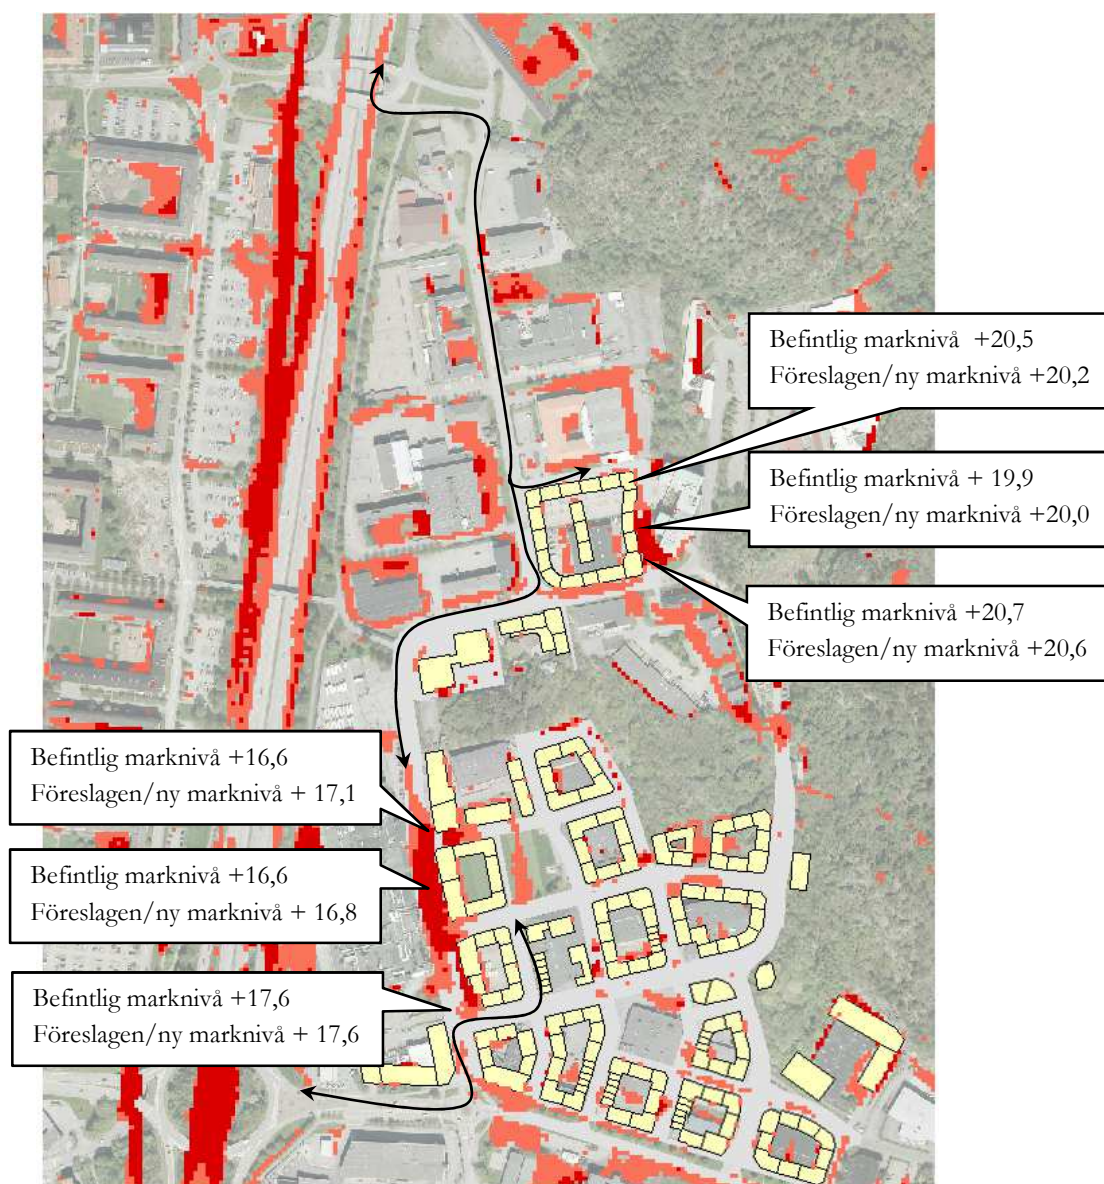 Befintlig marknivå +20,5
Föreslagen/ny marknivå +20,2
Befintlig marknivå + 19,9
Föreslagen/ny marknivå +20,0
Befintlig marknivå +20,7
Föreslagen/ny marknivå +20,6
Befintlig marknivå +16,6
Föreslagen/ny marknivå + 17,1
Befintlig marknivå +16,6
Föreslagen/ny marknivå + 16,8
Befintlig marknivå +17,6
Föreslagen/ny marknivå + 17,6